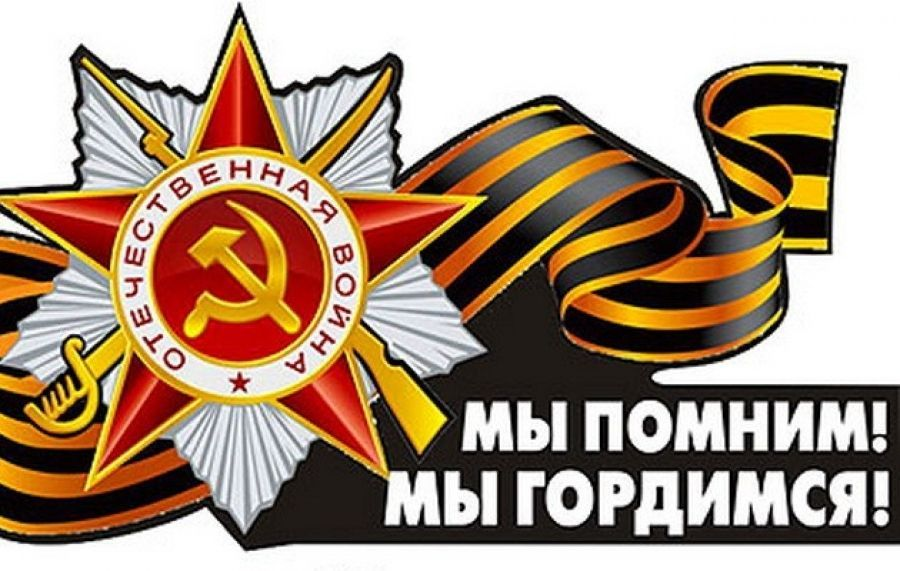 ОТЕЧЕСТВЕННАЯ ВОЙНА
МЫ ПОМНИМ!
МЫ ГОРДИМСЯ!